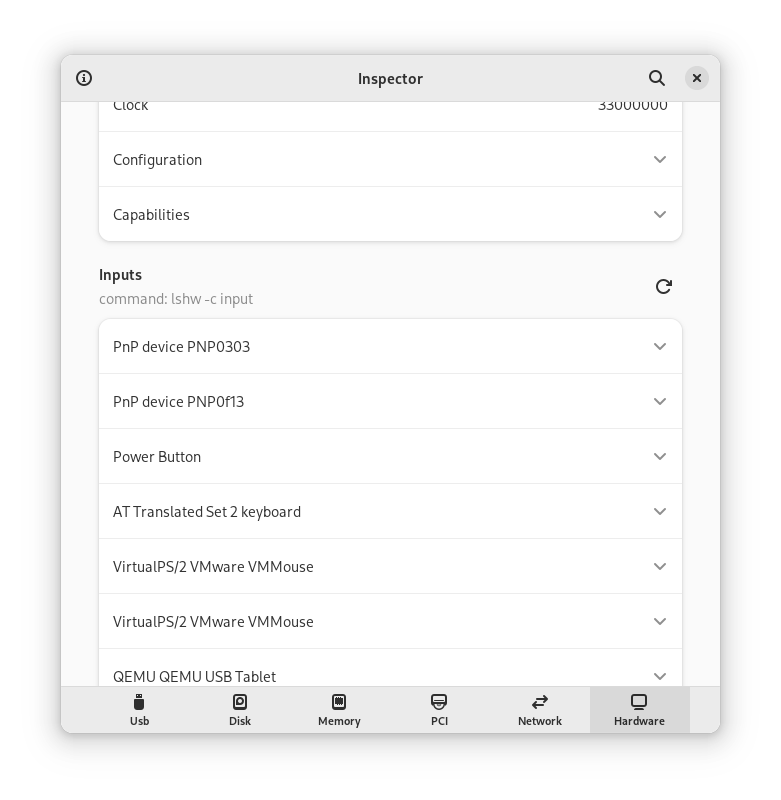 Inspector
Clock 33000000
Configuration
Capabilities
Inputs
command: lshw -c input
PnP device PNP0303
PnP device PNP0f13
Power Button
AT Translated Set 2 keyboard
VirtualPS/2 VMware VMMouse
VirtualPS/2 VMware VMMouse
QEMU QEMU USB Tablet
Usb Disk Memory PCI Network Hardware